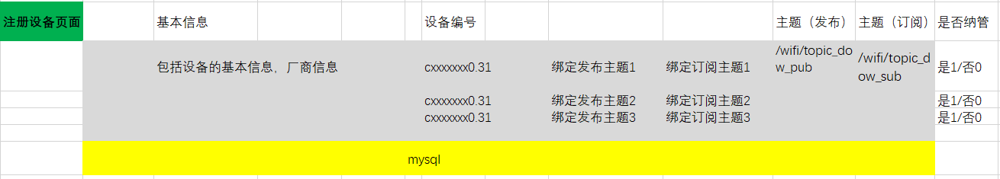 注册设备页面 基本信息 设备编号 主题（发布） 主题（订阅） 是否纳管
包括设备的基本信息，厂商信息 cxxxxxxx0.31 绑定发布主题1 绑定订阅主题1 /wifi/topic_do
w_pub /wifi/topic_d
ow_sub 是1/否0
cxxxxxxx0.31 绑定发布主题2 绑定订阅主题2 是1/否0
cxxxxxxx0.31 绑定发布主题3 绑定订阅主题3 是1/否0
mysql